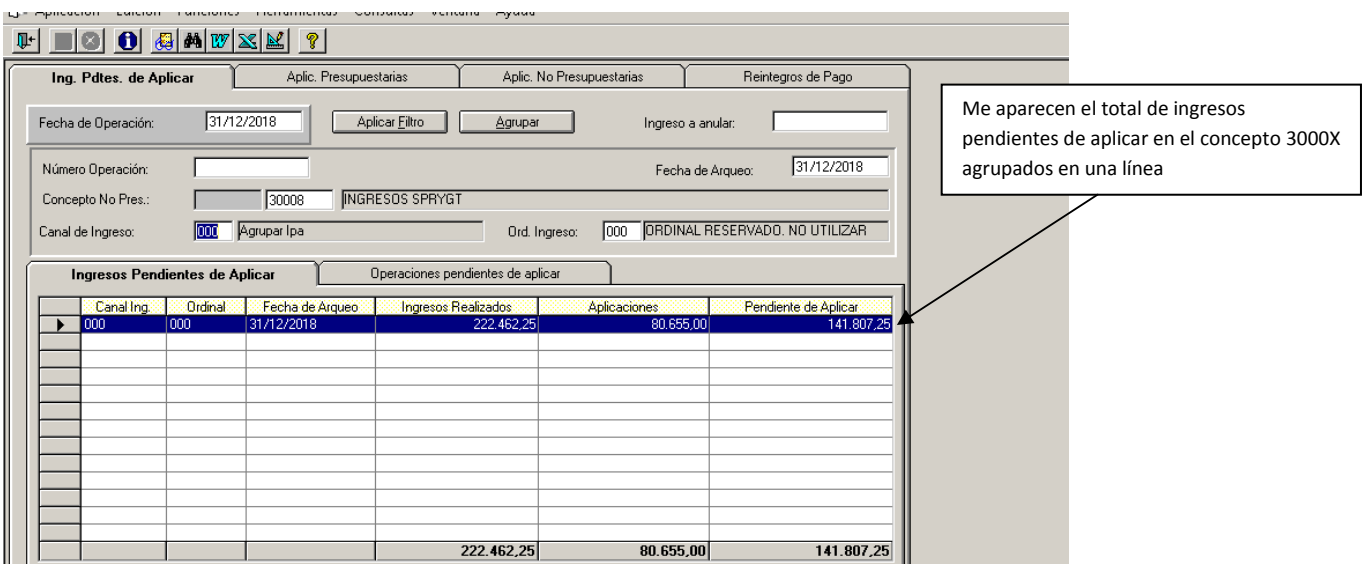 Ing. Pdtes. de Aplicar Aplic. Presupuestarias Aplic. No Presupuestarias Reintegros de Pago
Fecha de Operación: 31/12/2018 Aplicar Filtro Agrupar Ingreso a anular:
Número Operación: Fecha de Arqueo: 31/12/2018
Concepto No Pres.: 30008 INGRESOS SPRYGT
Canal de Ingreso: 000 Agrupar Ipa Ord. Ingreso: 000 ORDINAL RESERVADO. NO UTILIZAR
Ingresos Pendientes de Aplicar Operaciones pendientes de aplicar
Canal Ing. Ordinal Fecha de Arqueo Ingresos Realizados Aplicaciones Pendiente de Aplicar
000 000 31/12/2018 222.462,25 80.655,00 141.807,25
222.462,25 80.655,00 141.807,25
Me aparecen el total de ingresos
pendientes de aplicar en el concepto 3000X
agrupados en una línea